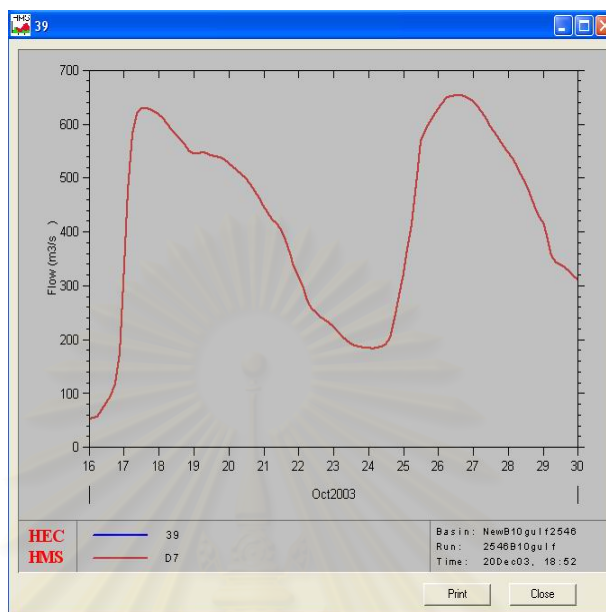 HMS 39
700
600
500
400
300
200
100
0
Flow (m3/s )
16 17 18 19 20 21 22 23 24 25 26 27 28 29 30
Oct2003
HEC
HMS
39
D7
Basin: NewB10gulf2546
Run: 2546B10gulf
Time: 20Dec03, 18:52
Print Close